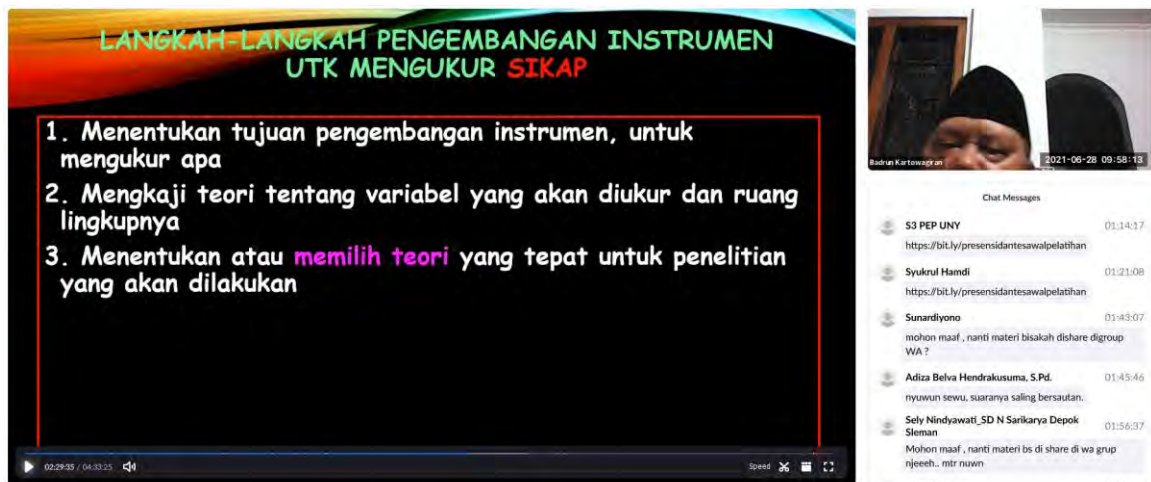 LANGKAH-LANGKAH PENGEMBANGAN INSTRUMEN
UTK MENGUKUR SIKAP
1. Menentukan tujuan pengembangan instrumen, untuk
mengukur apa
2. Mengkaji teori tentang variabel yang akan diukur dan ruang
lingkupnya
3. Menentukan atau memilih teori yang tepat untuk penelitian
yang akan dilakukan
02:29:35 / 04:33:25
Speed
Badrun Kartowagiran
2021-06-28 09:58:13
Chat Messages
S3 PEP UNY 01:14:17
https://bit.ly/presensidantesawalpelatihan
Syukrul Hamdi 01:21:08
https://bit.ly/presensidantesawalpelatihan
Sunardiyono 01:43:07
mohon maaf , nanti materi bisakah dishare digroup
WA ?
Adiza Belva Hendrakusuma, S.Pd. 01:45:46
nyuwun sewu, suaranya saling bersautan.
Sely Nindyawati_SD N Sarikarya Depok 01:56:37
Sleman
Mohon maaf , nanti materi bs di share di wa grup
njeeeh.. mtr nuwn